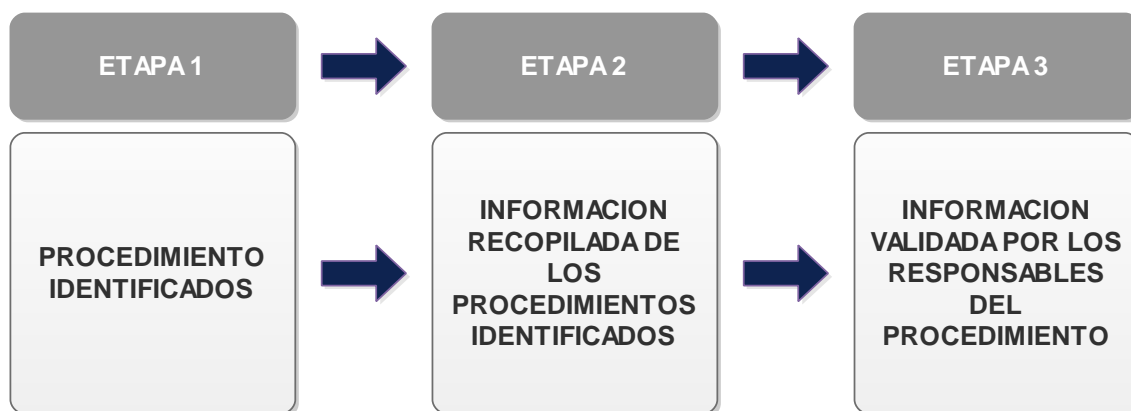 ETAPA 1
ETAPA 2
ETAPA 3
PROCEDIMIENTO
IDENTIFICADOS
INFORMACION
RECOPILADA DE
LOS
PROCEDIMIENTOS
IDENTIFICADOS
INFORMACION
VALIDADA POR LOS
RESPONSABLES
DEL
PROCEDIMIENTO